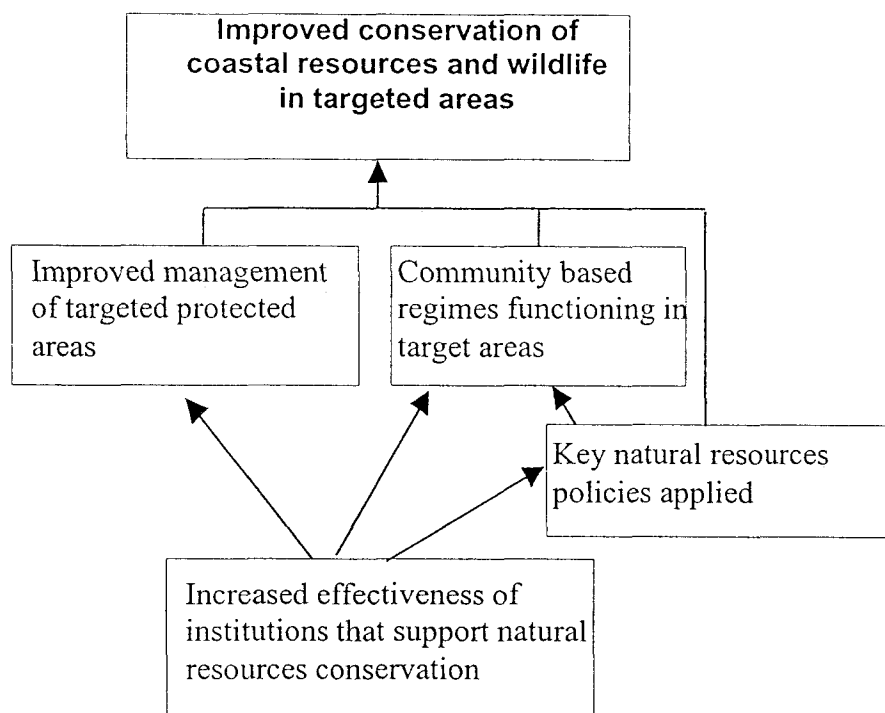 Improved conservation of
coastal resources and wildlife
in targeted areas
Improved management
of targeted protected
areas
Community based
regimes functioning in
target areas
Key natural resources
policies applied
Increased effectiveness of
institutions that support natural
resources conservation